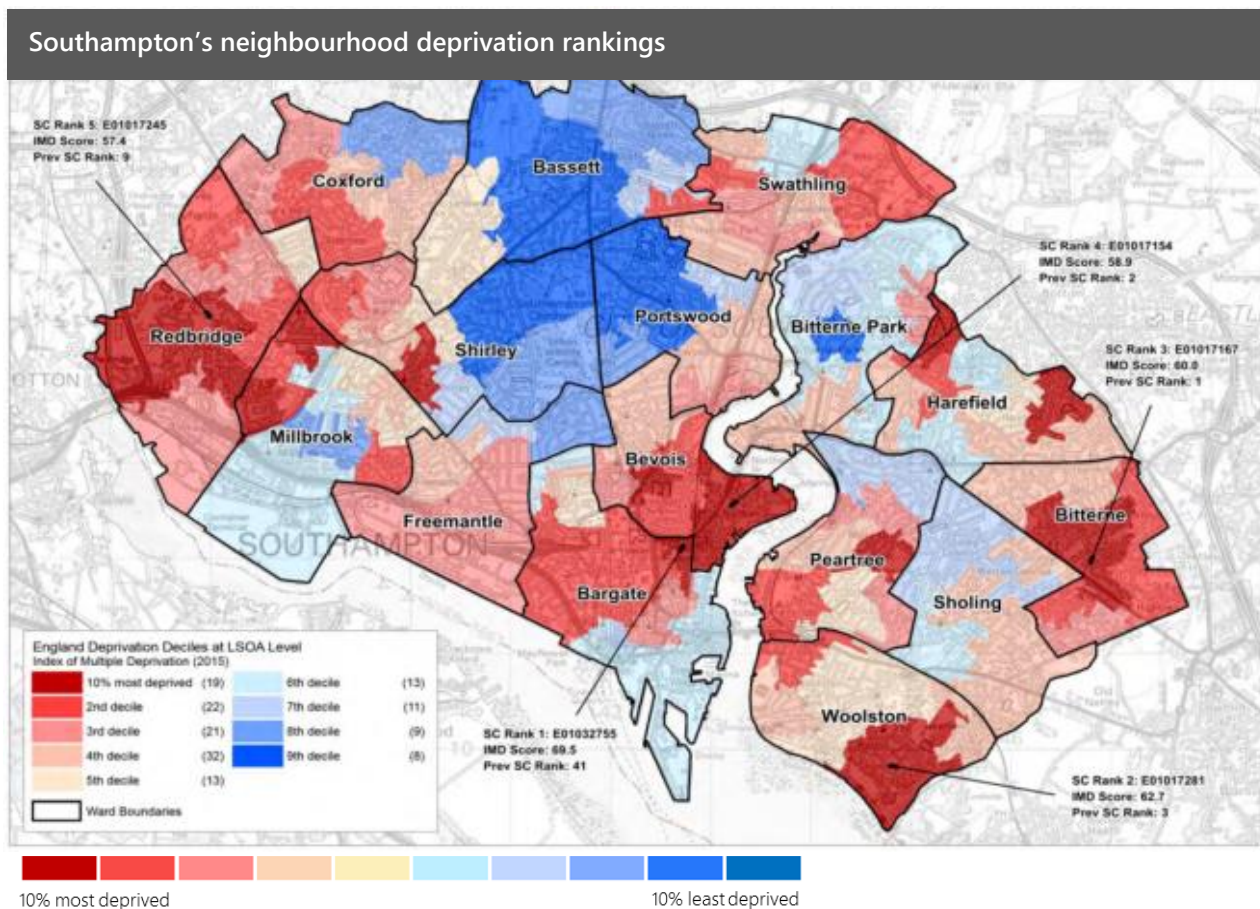 Southampton's neighbourhood deprivation rankings
SC Rank 5: E01017245
IMD Score: 57.4
Prev SC Rank: 9
Coxford
Bassett
Swathling
SC Rank 4: E01017154
IMD Score: 58.9
Prev SC Rank: 2
Redbridge
Shirley
Portswood
Bitterne Park
SC Rank 3: E01017167
IMD Score: 60.0
Prev SC Rank: 1
OTTON
Harefield
Millbrook
Bevois
Bitterne
Freemantle
SOUTHAMPTON
Peartree
Bargate
Sholing
England Deprivation Deciles at LSOA Level
Index of Multiple Deprivation (2015)
10% most deprived (19)
2nd decile (22)
3rd decile (21)
4th decile (32)
5th decile (13)
6th decile (13)
7th decile (11)
8th decile (9)
9th decile (8)
Ward Boundaries
Woolston
SC Rank 1: E01032755
IMD Score: 69.5
Prev SC Rank: 41
SC Rank 2: E01017281
IMD Score: 62.7
Prev SC Rank: 3
10% most deprived
10% least deprived